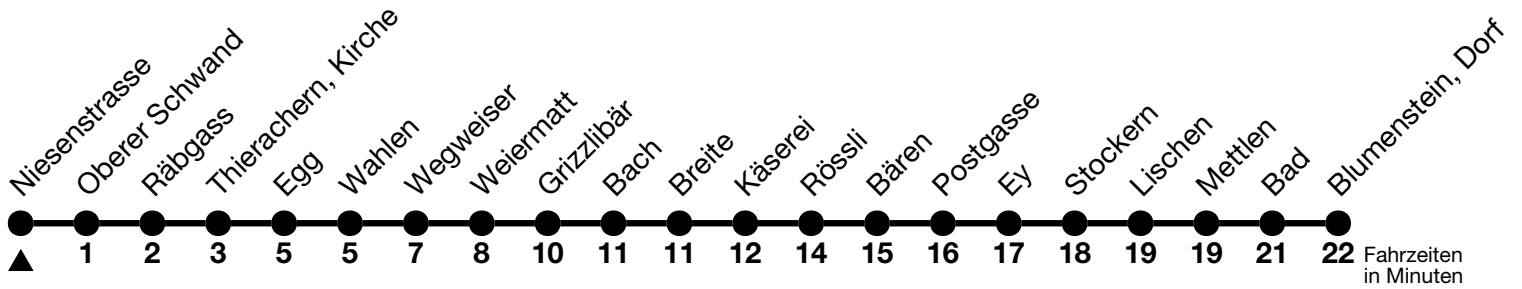 Niesenstrasse
Oberer Schwand
Räbgass
Thierachern, Kirche
Egg
Wahlen
Wegweiser
Weiermatt
Grizzlibär
Bach
Breite
Käserei
Rössli
Bären
Postgasse
Ey
Stockern
Lischen
Mettlen
Bad
Blumenstein, Dorf
1 2 3 5 5 7 8 10 11 11 12 14 15 16 17 18 19 19 21 22
Fahrzeiten
in Minuten